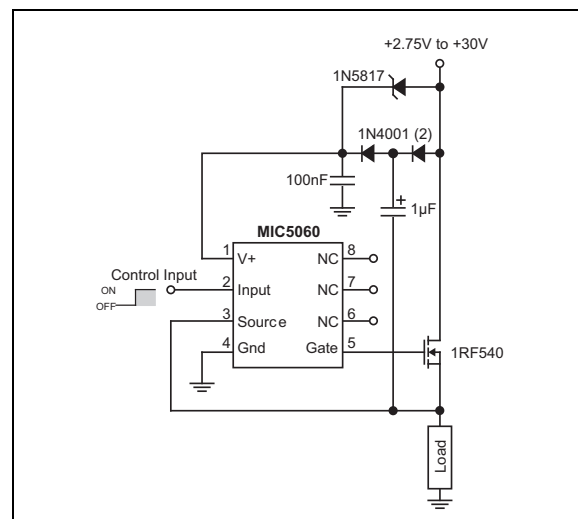 +2.75V to +30V
1N5817
1N4001 (2)
100nF
+
1µF
MIC5060
1 V+ NC 8
Control Input
ON
OFF
2 Input NC 7
3 Source NC 6
4 Gnd Gate 5
1RF540
Load